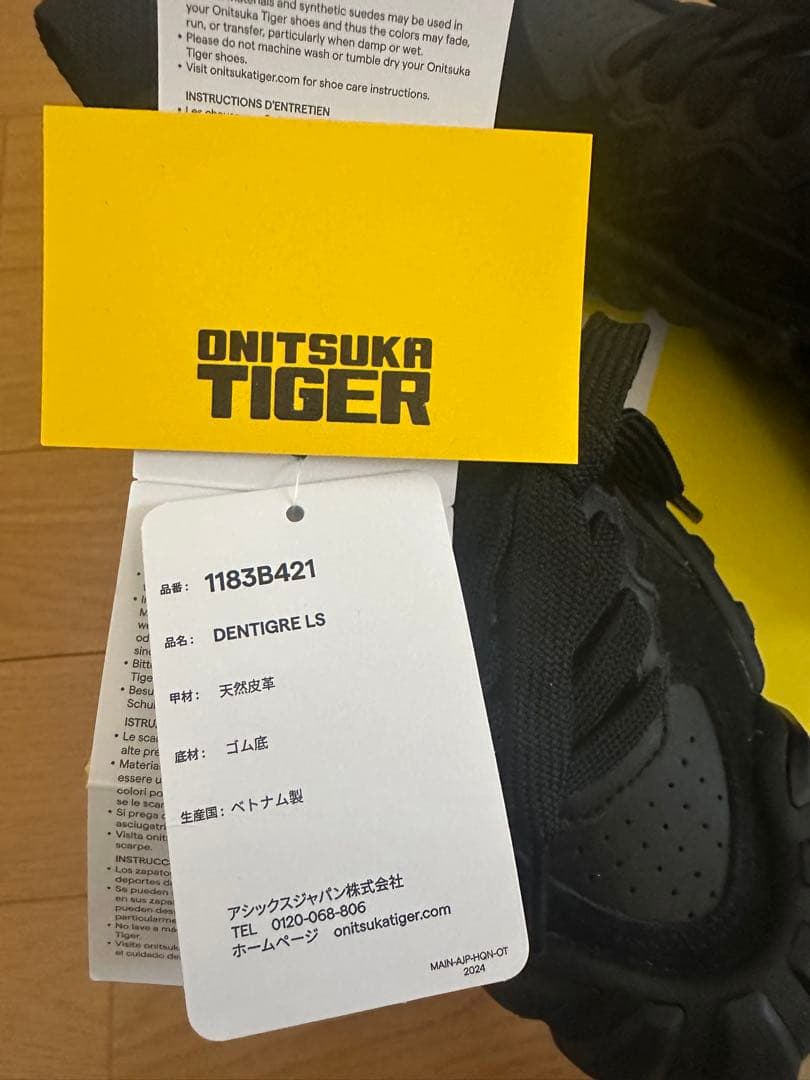 and synthetic suedes may be used in
your Onitsuka Tiger shoes and thus the colors may fade,
run, or transfer, particularly when damp or wet.
• Please do not machine wash or tumble dry your Onitsuka
Tiger shoes.
• Visit onitsukatiger.com for shoe care instructions.
INSTRUCTIONS D'ENTRETIEN
ONITSUKA
TIGER
品番： 1183B421
品名： DENTIGRE LS
甲材： 天然皮革
底材： ゴム底
生産国：ベトナム製
アシックスジャパン株式会社
TEL 0120-068-806
ホームページ onitsukatiger.com
MAIN-AJP-HQN-OT
2024
• Bitt
Tige
• Besu
Schu
ISTRU
• Le sca
alte pre
• Materia
essere u
colori po
se le scar
• Si prega
asciugatri
• Visita onit
scarpe.
INSTRUCC
• Los zapato
deportes d
• Se pueden
en sus zapa
pueden des
particularme
• No lave a má
Tiger.
• Visite onitsuk
el cuidado de